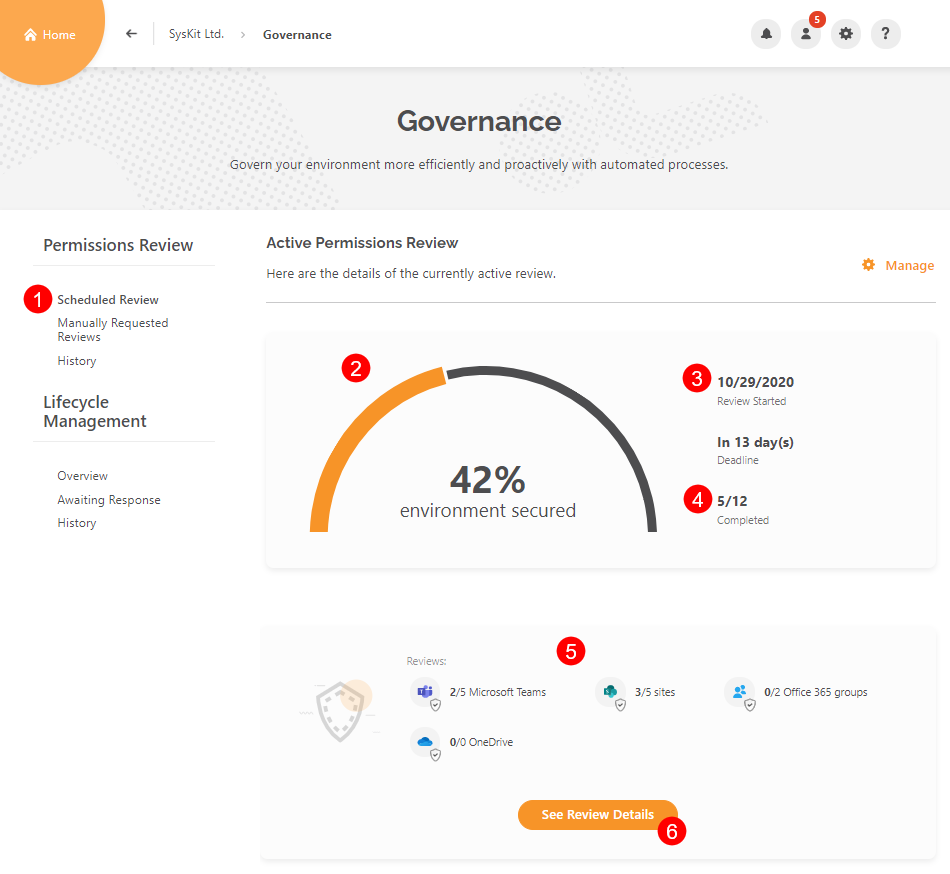 Home
SysKit Ltd. › Governance
5
?
Governance
Govern your environment more efficiently and proactively with automated processes.
Permissions Review
1
Scheduled Review
Manually Requested
Reviews
History
Lifecycle
Management
Overview
Awaiting Response
History
Active Permissions Review
Here are the details of the currently active review.
Manage
2
42%
environment secured
3
10/29/2020
Review Started
In 13 day(s)
Deadline
4
5/12
Completed
5
Reviews:
2/5 Microsoft Teams
3/5 sites
0/2 Office 365 groups
0/0 OneDrive
See Review Details
6